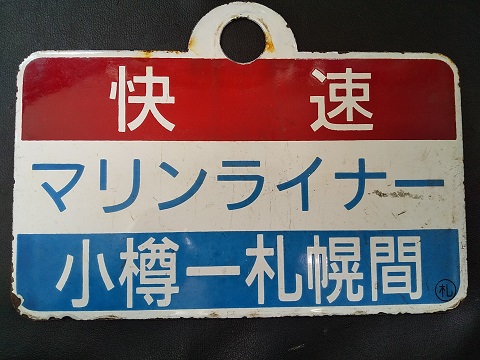 快速
マリンライナー
小樽ー札幌間
札